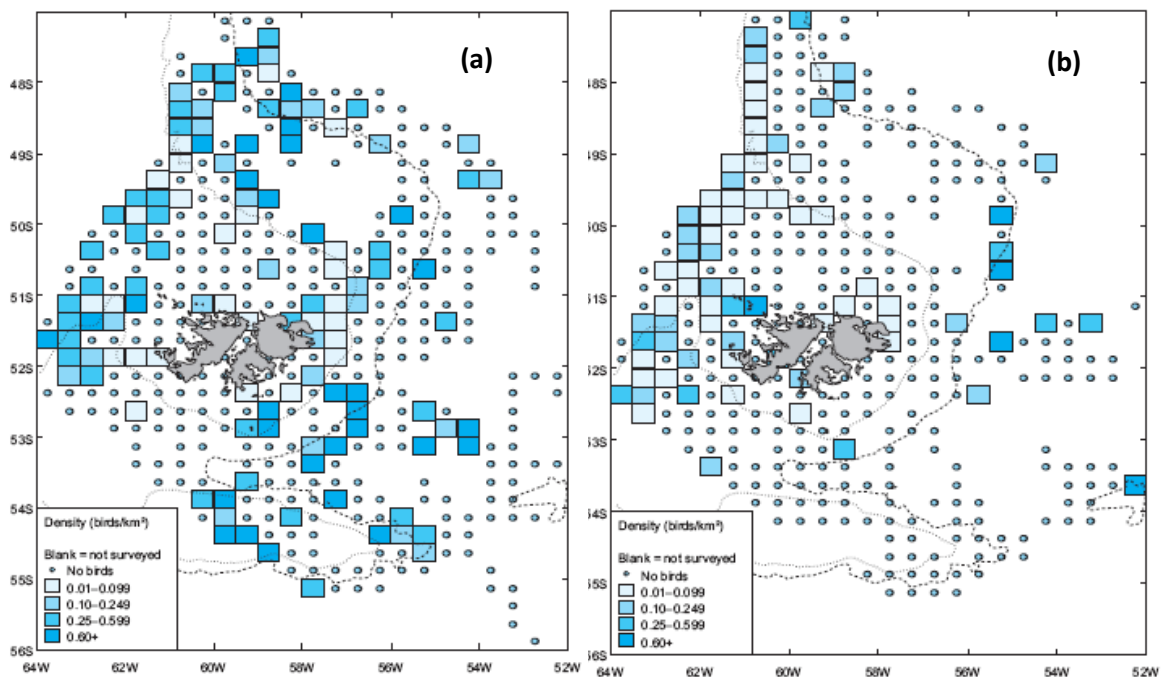 (a)
48S
49S
50S
51S
52S
53S
54S
55S
56S
64W
62W
60W
58W
56W
54W
52W
Density (birds/km²)
Blank = not surveyed
No birds
0.01–0.099
0.10–0.249
0.25–0.599
0.60+
(b)
48S
49S
50S
51S
52S
53S
54S
55S
56S
64W
62W
60W
58W
56W
54W
52W
Density (birds/km²)
Blank = not surveyed
No birds
0.01–0.099
0.10–0.249
0.25–0.599
0.60+